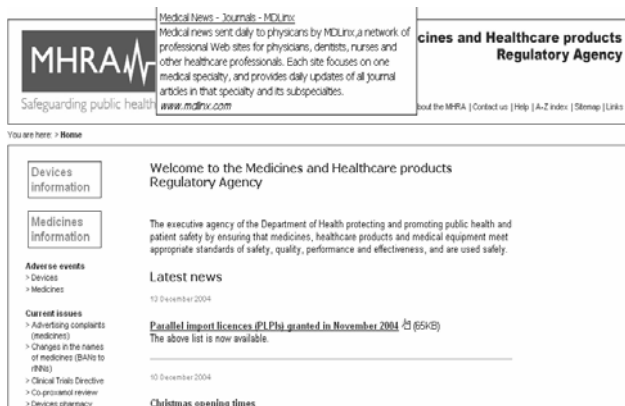 Medical News - Journals - MDLinx
Medical news sent daily to physicans by MDLinx,a network of
professional Web sites for physicians, dentists, nurses and
other healthcare professionals. Each site focuses on one
medical specialty, and provides daily updates of all journal
articles in that specialty and its subspecialties.
www.mdlinx.com
MHRA
Safeguarding public health
cines and Healthcare products
Regulatory Agency
bout the MHRA | Contact us | Help | A-Z index | Sitemap | Links
You are here: > Home
Devices
information
Medicines
information
Adverse events
> Devices
> Medicines
Current issues
> Advertising complaints
(medicines)
> Changes in the names
of medicines (BANs to
rINNs)
> Clinical Trials Directive
> Co-proxamol review
> Devices pharmacy
Welcome to the Medicines and Healthcare products
Regulatory Agency
The executive agency of the Department of Health protecting and promoting public health and
patient safety by ensuring that medicines, healthcare products and medical equipment meet
appropriate standards of safety, quality, performance and effectiveness, and are used safely.
Latest news
13 December 2004
Parallel import licences (PLPIs) granted in November 2004 (65KB)
The above list is now available.
10 December 2004
Christmas opening times